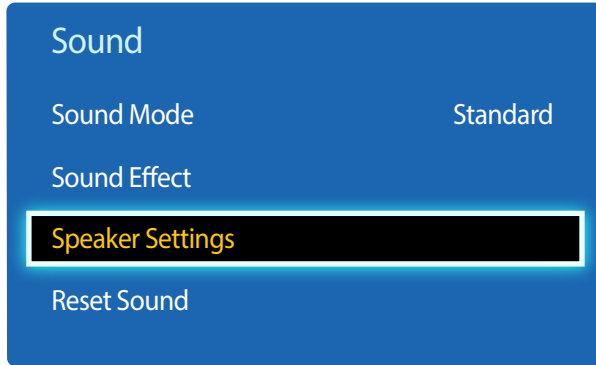 Sound
Sound Mode Standard
Sound Effect
Speaker Settings
Reset Sound